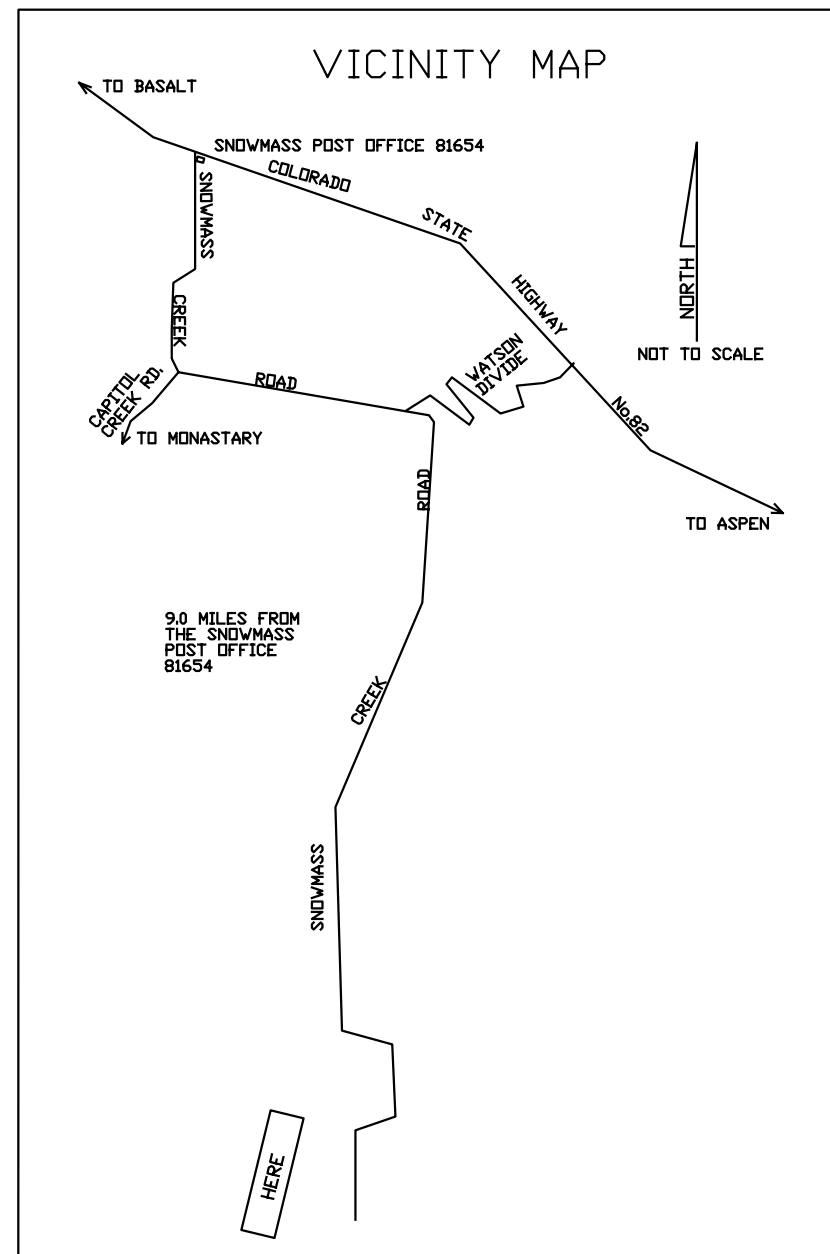 VICINITY MAP
TO BASALT
SNOWMASS POST OFFICE 81654
COLORADO
STATE
HIGHWAY
No.82
SNOWMASS
CREEK
ROAD
NORTH
NOT TO SCALE
WATSON
DIVIDE
CAPITOL
CREEK RD.
TO MONASTARY
TO ASPEN
ROAD
CREEK
SNOWMASS
9.0 MILES FROM
THE SNOWMASS
POST OFFICE
81654
HERE